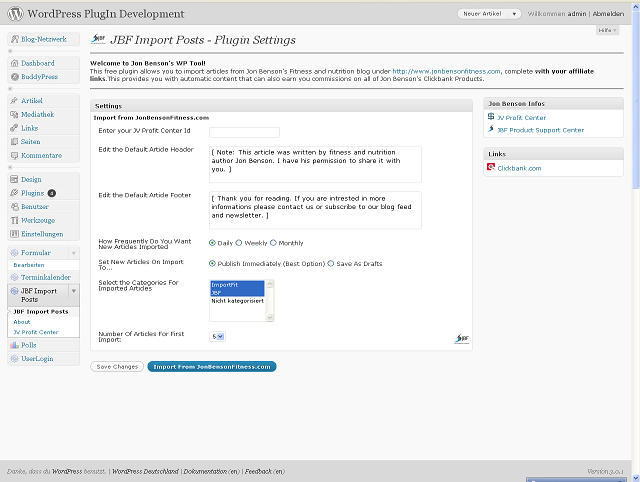 WordPress PlugIn Development
Neuer Artikel
Willkommen admin | Abmelden
Hilfe
Blog-Netzwerk
Dashboard
BuddyPress
Artikel
Mediathek
Links
Seiten
Kommentare
Design
Plugins 4
Benutzer
Werkzeuge
Einstellungen
Formular
Bearbeiten
Terminkalender
JBF Import
Posts
JBF Import Posts
About
JV Profit Center
Polls
UserLogin
JBF Import Posts - Plugin Settings
Welcome to Jon Benson's WP Tool!
This free plugin allows you to import articles from Jon Benson's Fitness and nutrition blog under http://www.jonbensonfitness.com, complete with your affiliate
links.This provides you with automatic content that can also earn you commissions on all of Jon Benson's Clickbank Products.
Settings
Import from JonBensonFitness.com
Enter your JV Profit Center Id
Edit the Default Article Header
[ Note: This article was written by fitness and nutrition
author Jon Benson. I have his permission to share it with
you. ]
Edit the Default Article Footer
[ Thank you for reading. If you are intrested in more
informations please contact us or subscribe to our blog feed
and newsletter. ]
How Frequently Do You Want
New Articles Imported
Daily Weekly Monthly
Set New Articles On Import
To...
Publish Immediately (Best Option) Save As Drafts
Select the Categories For
Imported Articles
ImportFit
JBF
Nicht kategorisiert
Number Of Articles For First
Import:
5
JBF
Save Changes
Import From JonBensonFitness.com
Jon Benson Infos
JV Profit Center
JBF Product Support Center
Links
Clickbank.com
Danke, dass du WordPress benutzt. | WordPress Deutschland | Dokumentation (en) | Feedback (en)
Version 3.0.1